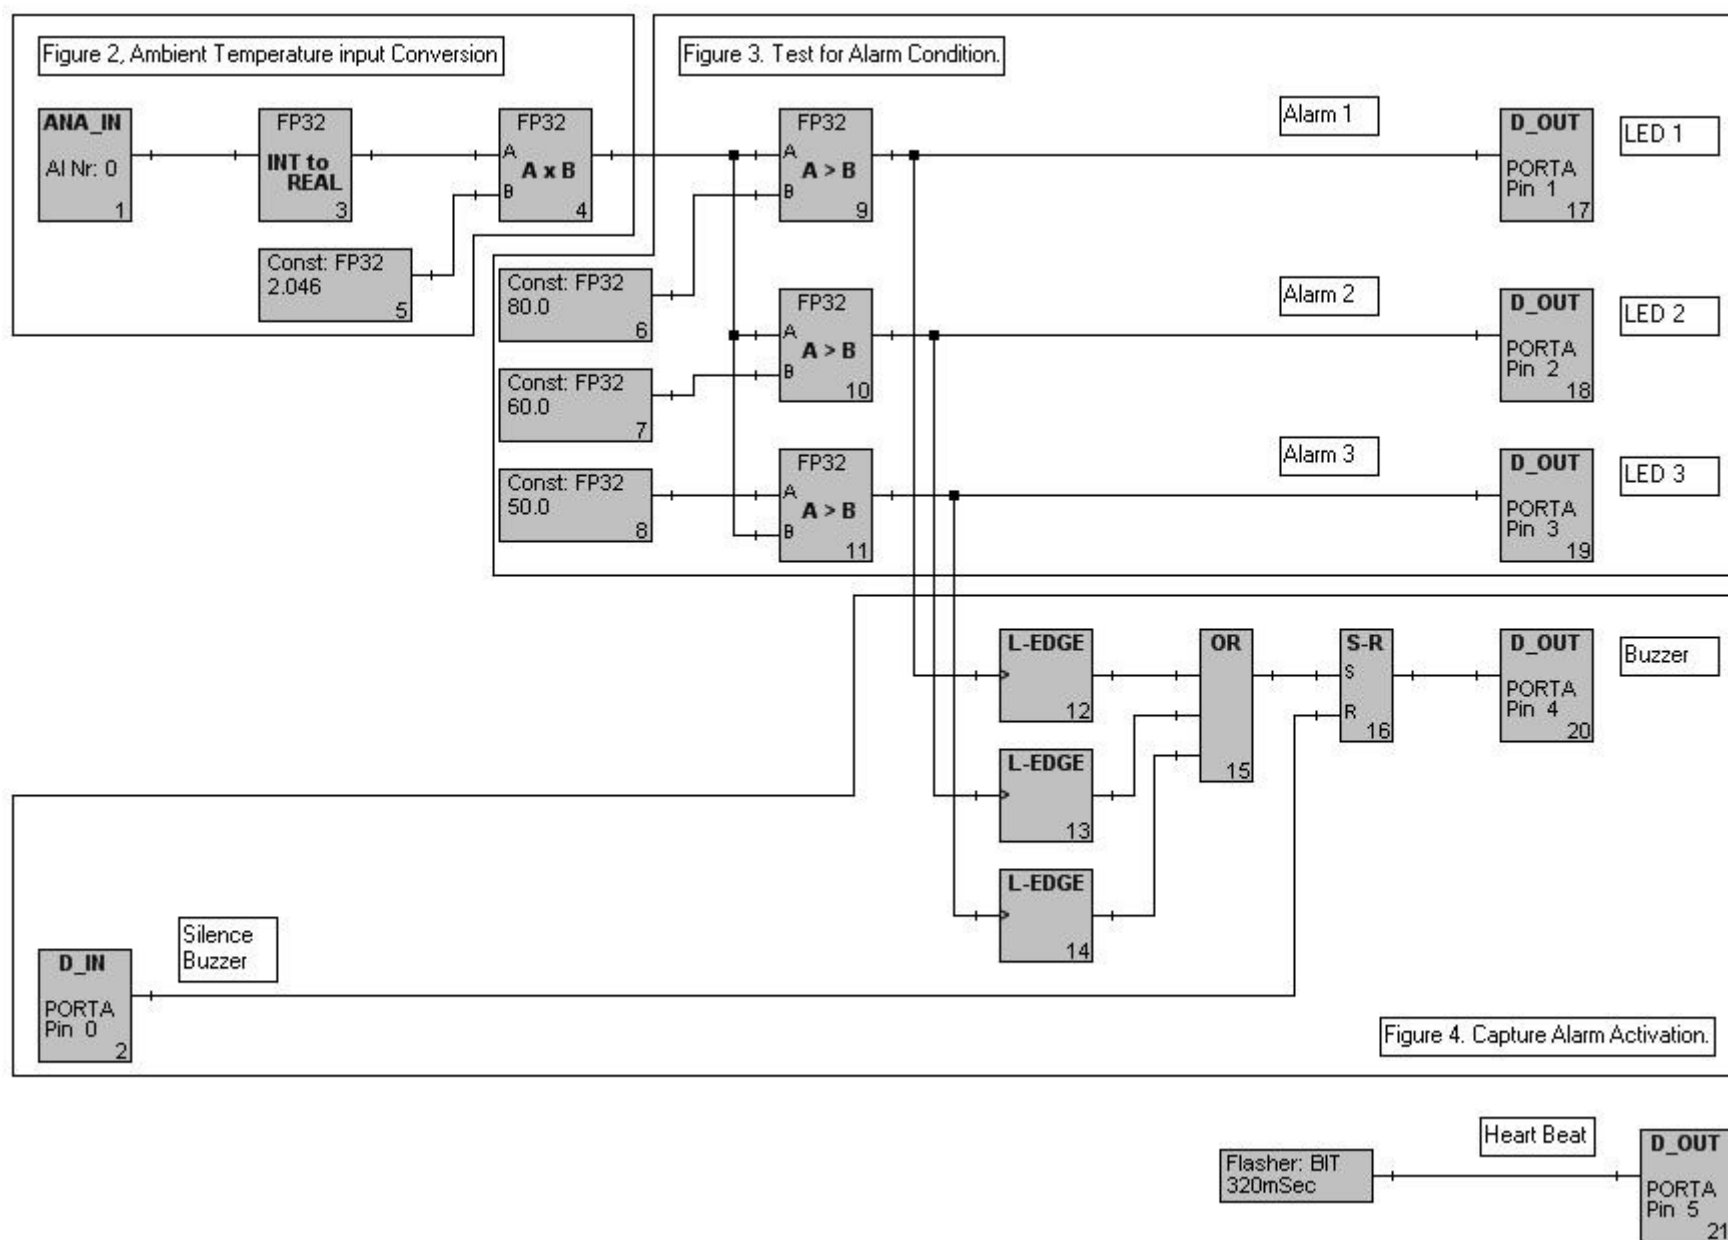 Figure 2, Ambient Temperature input Conversion
ANA_IN
AI Nr: 0
1
FP32
INT to
REAL
3
FP32
A
A x B
B
4
Const: FP32
2.046
5
Figure 3. Test for Alarm Condition.
FP32
A
A > B
B
9
Const: FP32
80.0
6
Alarm 1
D_OUT
PORTA
Pin 1
17
LED 1
FP32
A
A > B
B
10
Const: FP32
60.0
7
Alarm 2
D_OUT
PORTA
Pin 2
18
LED 2
Const: FP32
50.0
8
FP32
A
A > B
B
11
Alarm 3
D_OUT
PORTA
Pin 3
19
LED 3
L-EDGE
12
L-EDGE
13
L-EDGE
14
OR
15
S-R
S
R
16
D_OUT
PORTA
Pin 4
20
Buzzer
Silence
Buzzer
D_IN
PORTA
Pin 0
2
Figure 4. Capture Alarm Activation.
Flasher: BIT
320mSec
Heart Beat
D_OUT
PORTA
Pin 5
21